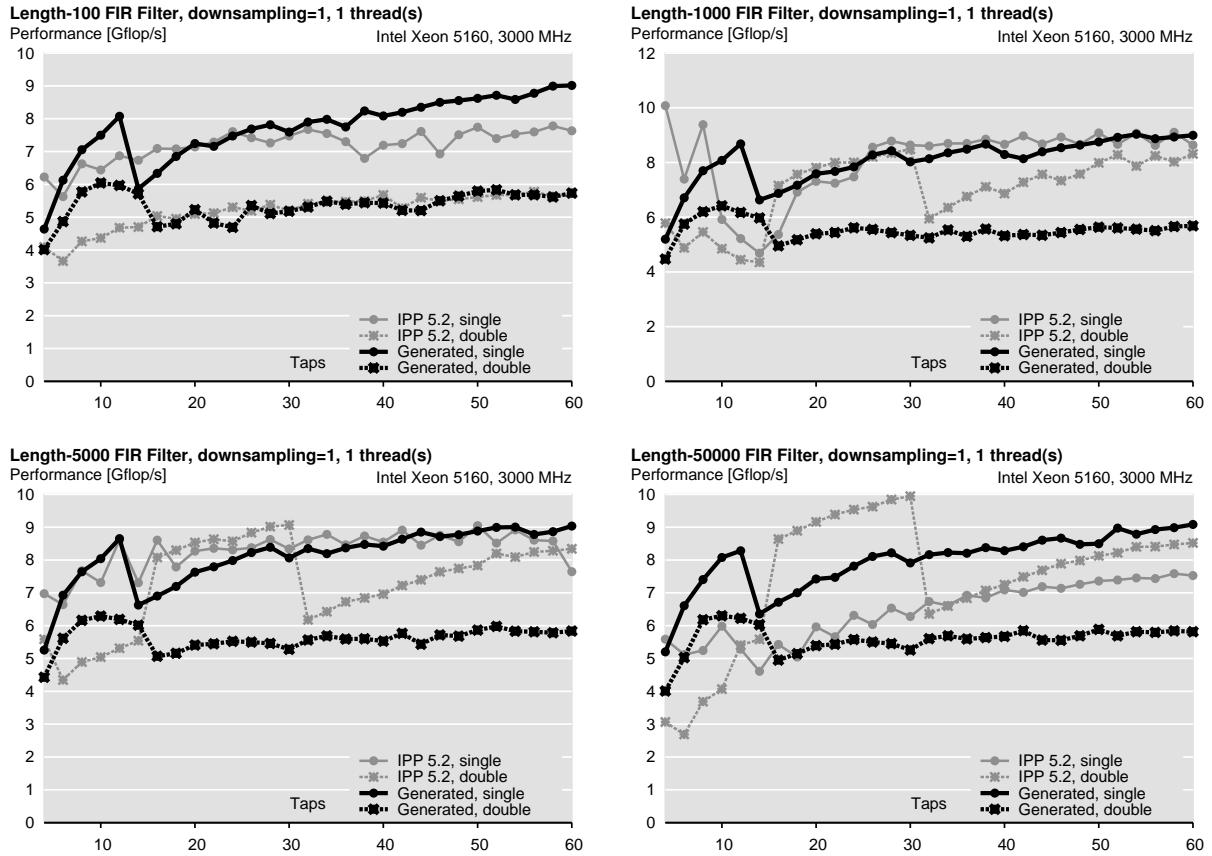 Length-100 FIR Filter, downsampling=1, 1 thread(s)
Performance [Gflop/s]
Intel Xeon 5160, 3000 MHz
10
9
8
7
6
5
4
3
2
1
0
IPP 5.2, single
IPP 5.2, double
Generated, single
Generated, double
Taps
10 20 30 40 50 60
Length-1000 FIR Filter, downsampling=1, 1 thread(s)
Performance [Gflop/s]
Intel Xeon 5160, 3000 MHz
12
10
8
6
4
2
0
IPP 5.2, single
IPP 5.2, double
Generated, single
Generated, double
Taps
10 20 30 40 50 60
Length-5000 FIR Filter, downsampling=1, 1 thread(s)
Performance [Gflop/s]
Intel Xeon 5160, 3000 MHz
10
9
8
7
6
5
4
3
2
1
0
IPP 5.2, single
IPP 5.2, double
Generated, single
Generated, double
Taps
10 20 30 40 50 60
Length-50000 FIR Filter, downsampling=1, 1 thread(s)
Performance [Gflop/s]
Intel Xeon 5160, 3000 MHz
10
9
8
7
6
5
4
3
2
1
0
IPP 5.2, single
IPP 5.2, double
Generated, single
Generated, double
Taps
10 20 30 40 50 60